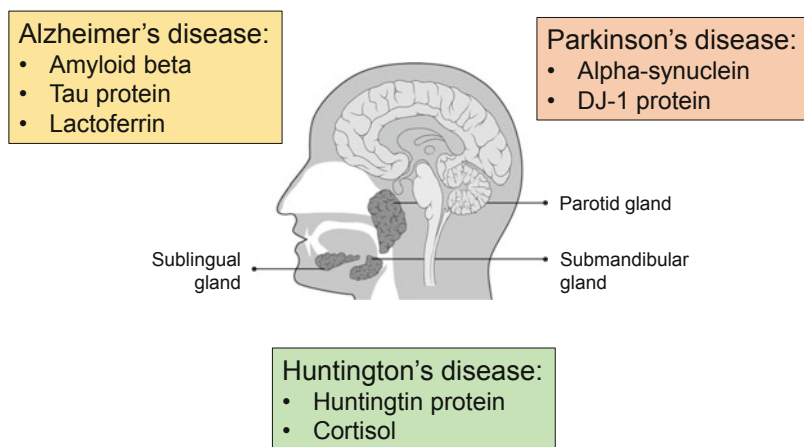 Alzheimer’s disease:
• Amyloid beta
• Tau protein
• Lactoferrin
Parkinson’s disease:
• Alpha-synuclein
• DJ-1 protein
Parotid gland
Sublingual
gland
Submandibular
gland
Huntington’s disease:
• Huntingtin protein
• Cortisol